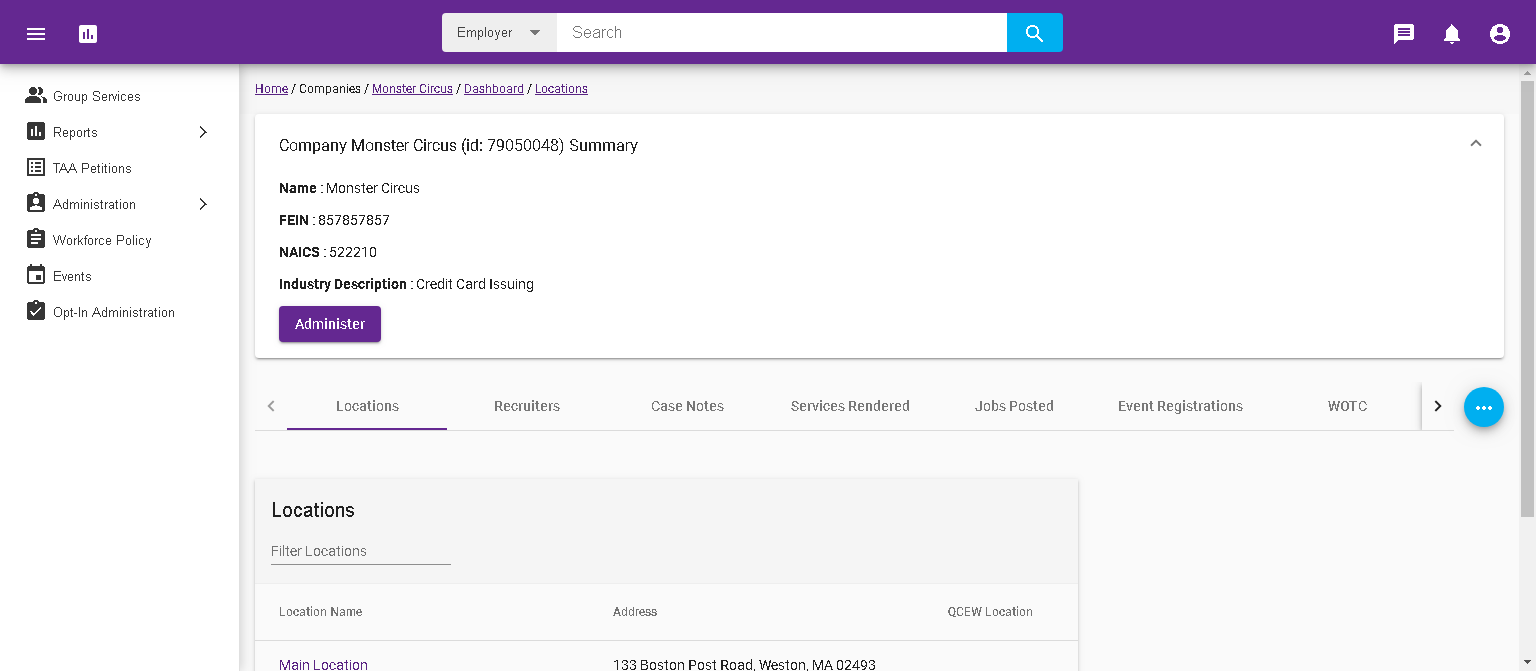 Employer Search
Group Services
Reports
TAA Petitions
Administration
Workforce Policy
Events
Opt-In Administration
Home / Companies / Monster Circus / Dashboard / Locations
Company Monster Circus (id: 79050048) Summary
Name : Monster Circus
FEIN : 857857857
NAICS : 522210
Industry Description : Credit Card Issuing
Administer
Locations Recruiters Case Notes Services Rendered Jobs Posted Event Registrations WOTC
Locations
Filter Locations
Location Name Address QCEW Location
Main Location 133 Boston Post Road, Weston, MA 02493